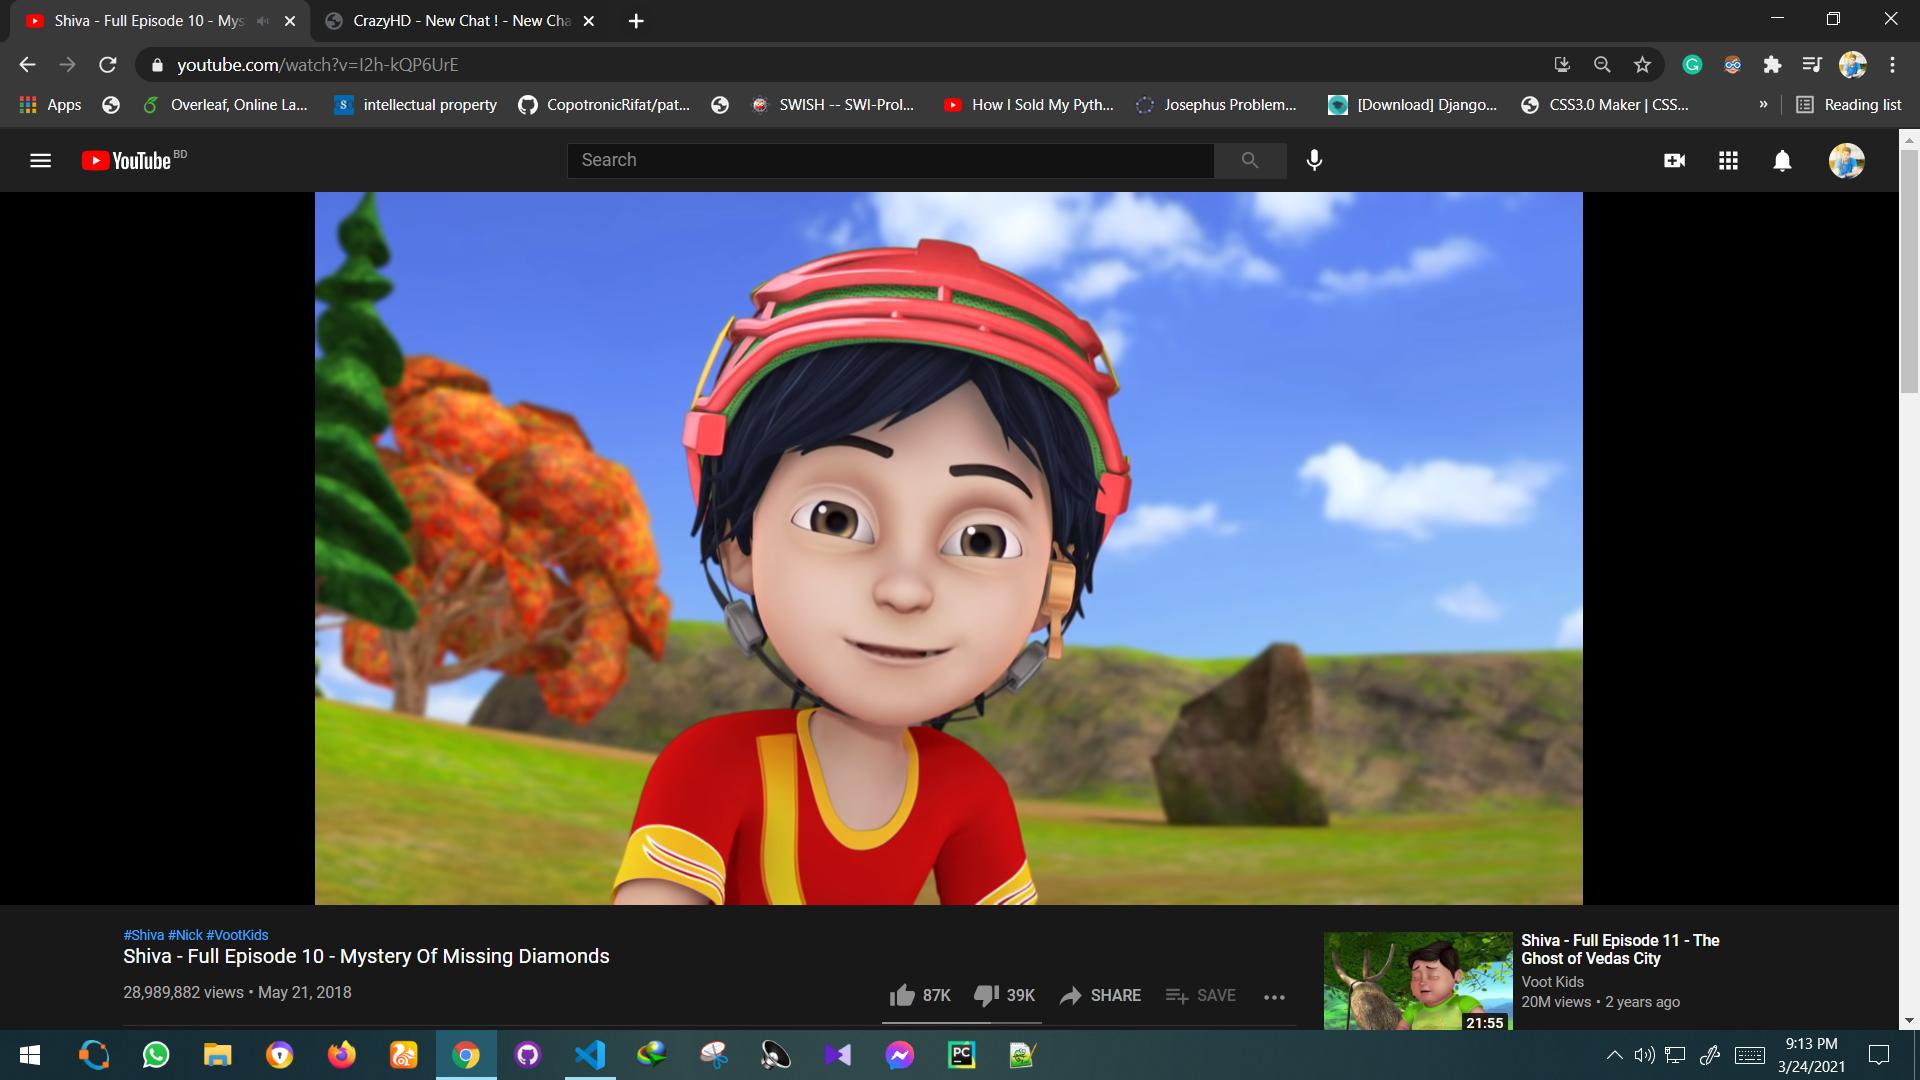 Shiva - Full Episode 10 - Mys
CrazyHD - New Chat ! - New Cha
youtube.com/watch?v=I2h-kQP6UrE
Apps
Overleaf, Online La...
intellectual property
CopotronicRifat/pat...
SWISH -- SWI-Prol...
How I Sold My Pyth...
Josephus Problem...
[Download] Django...
CSS3.0 Maker | CSS...
»
Reading list
YouTube BD
Search
#Shiva #Nick #VootKids
Shiva - Full Episode 10 - Mystery Of Missing Diamonds
28,989,882 views • May 21, 2018
87K
39K
SHARE
SAVE
Shiva - Full Episode 11 - The
Ghost of Vedas City
Voot Kids
20M views • 2 years ago
21:55
PC
9:13 PM
3/24/2021